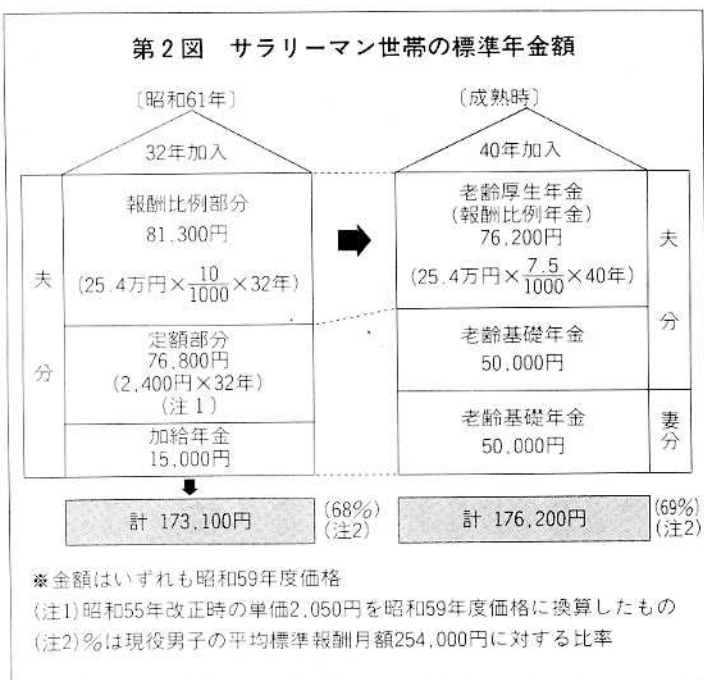 第2図 サラリーマン世帯の標準年金額
〔昭和61年〕
32年加入
夫分
報酬比例部分
81,300円
(25.4万円×10/1000×32年)
定額部分
76,800円
(2,400円×32年)
(注1)
加給年金
15,000円
計 173,100円
(68%)
(注2)
〔成熟時〕
40年加入
老齢厚生年金
(報酬比例年金)
76,200円
(25.4万円×7.5/1000×40年)
老齢基礎年金
50,000円
夫分
老齢基礎年金
50,000円
妻分
計 176,200円
(69%)
(注2)
※金額はいずれも昭和59年度価格
(注1)昭和55年改正時の単価2,050円を昭和59年度価格に換算したもの
(注2)%は現役男子の平均標準報酬月額254,000円に対する比率